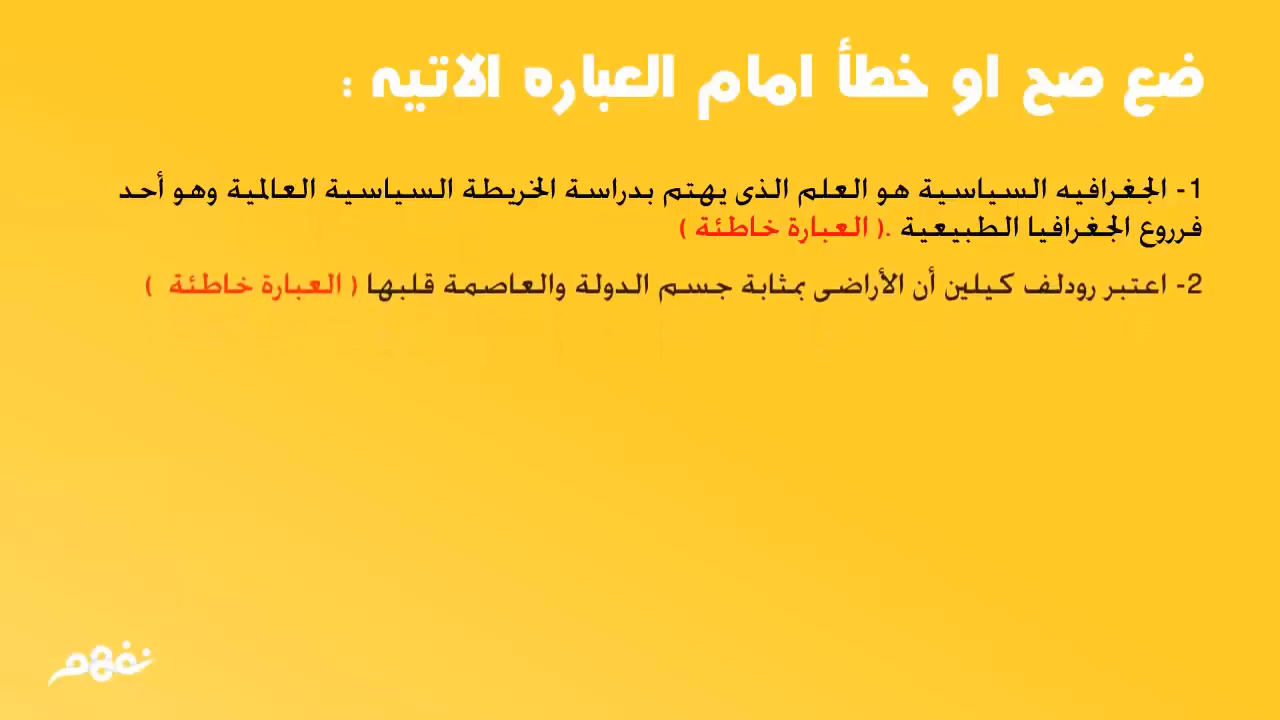 ضع صح او خطأ امام العباره الاتيه :
1- الجغرافيه السياسية هو العلم الذى يهتم بدراسة الخريطة السياسية العالمية وهو أحد
فرروع الجغرافيا الطبيعية .( العبارة خاطئة )
2- اعتبر رودلف كيلين أن الأراضى بمثابة جسم الدولة والعاصمة قلبها ( العبارة خاطئة )
نفهم